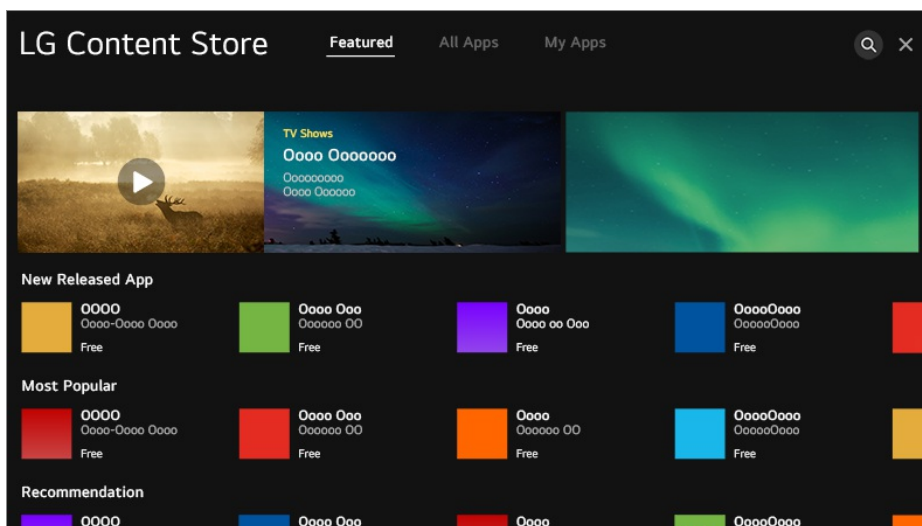 LG Content Store
Featured
All Apps
My Apps
TV Shows
Oooo Ooooooo
Ooooooooo
Oooo Oooooo
New Released App
OOOO
Oooo-Oooo Oooo
Free
Oooo Ooo
Oooooo OO
Free
Oooo
Oooo oo Ooo
Free
OoooOooo
OooooOooo
Free
Most Popular
OOOO
Oooo-Oooo Oooo
Free
Oooo Ooo
Oooooo OO
Free
Oooo
Oooooo OO
Free
OoooOooo
OooooOooo
Free
Recommendation
OOOO
Oooo Ooo
Oooo
OoooOooo